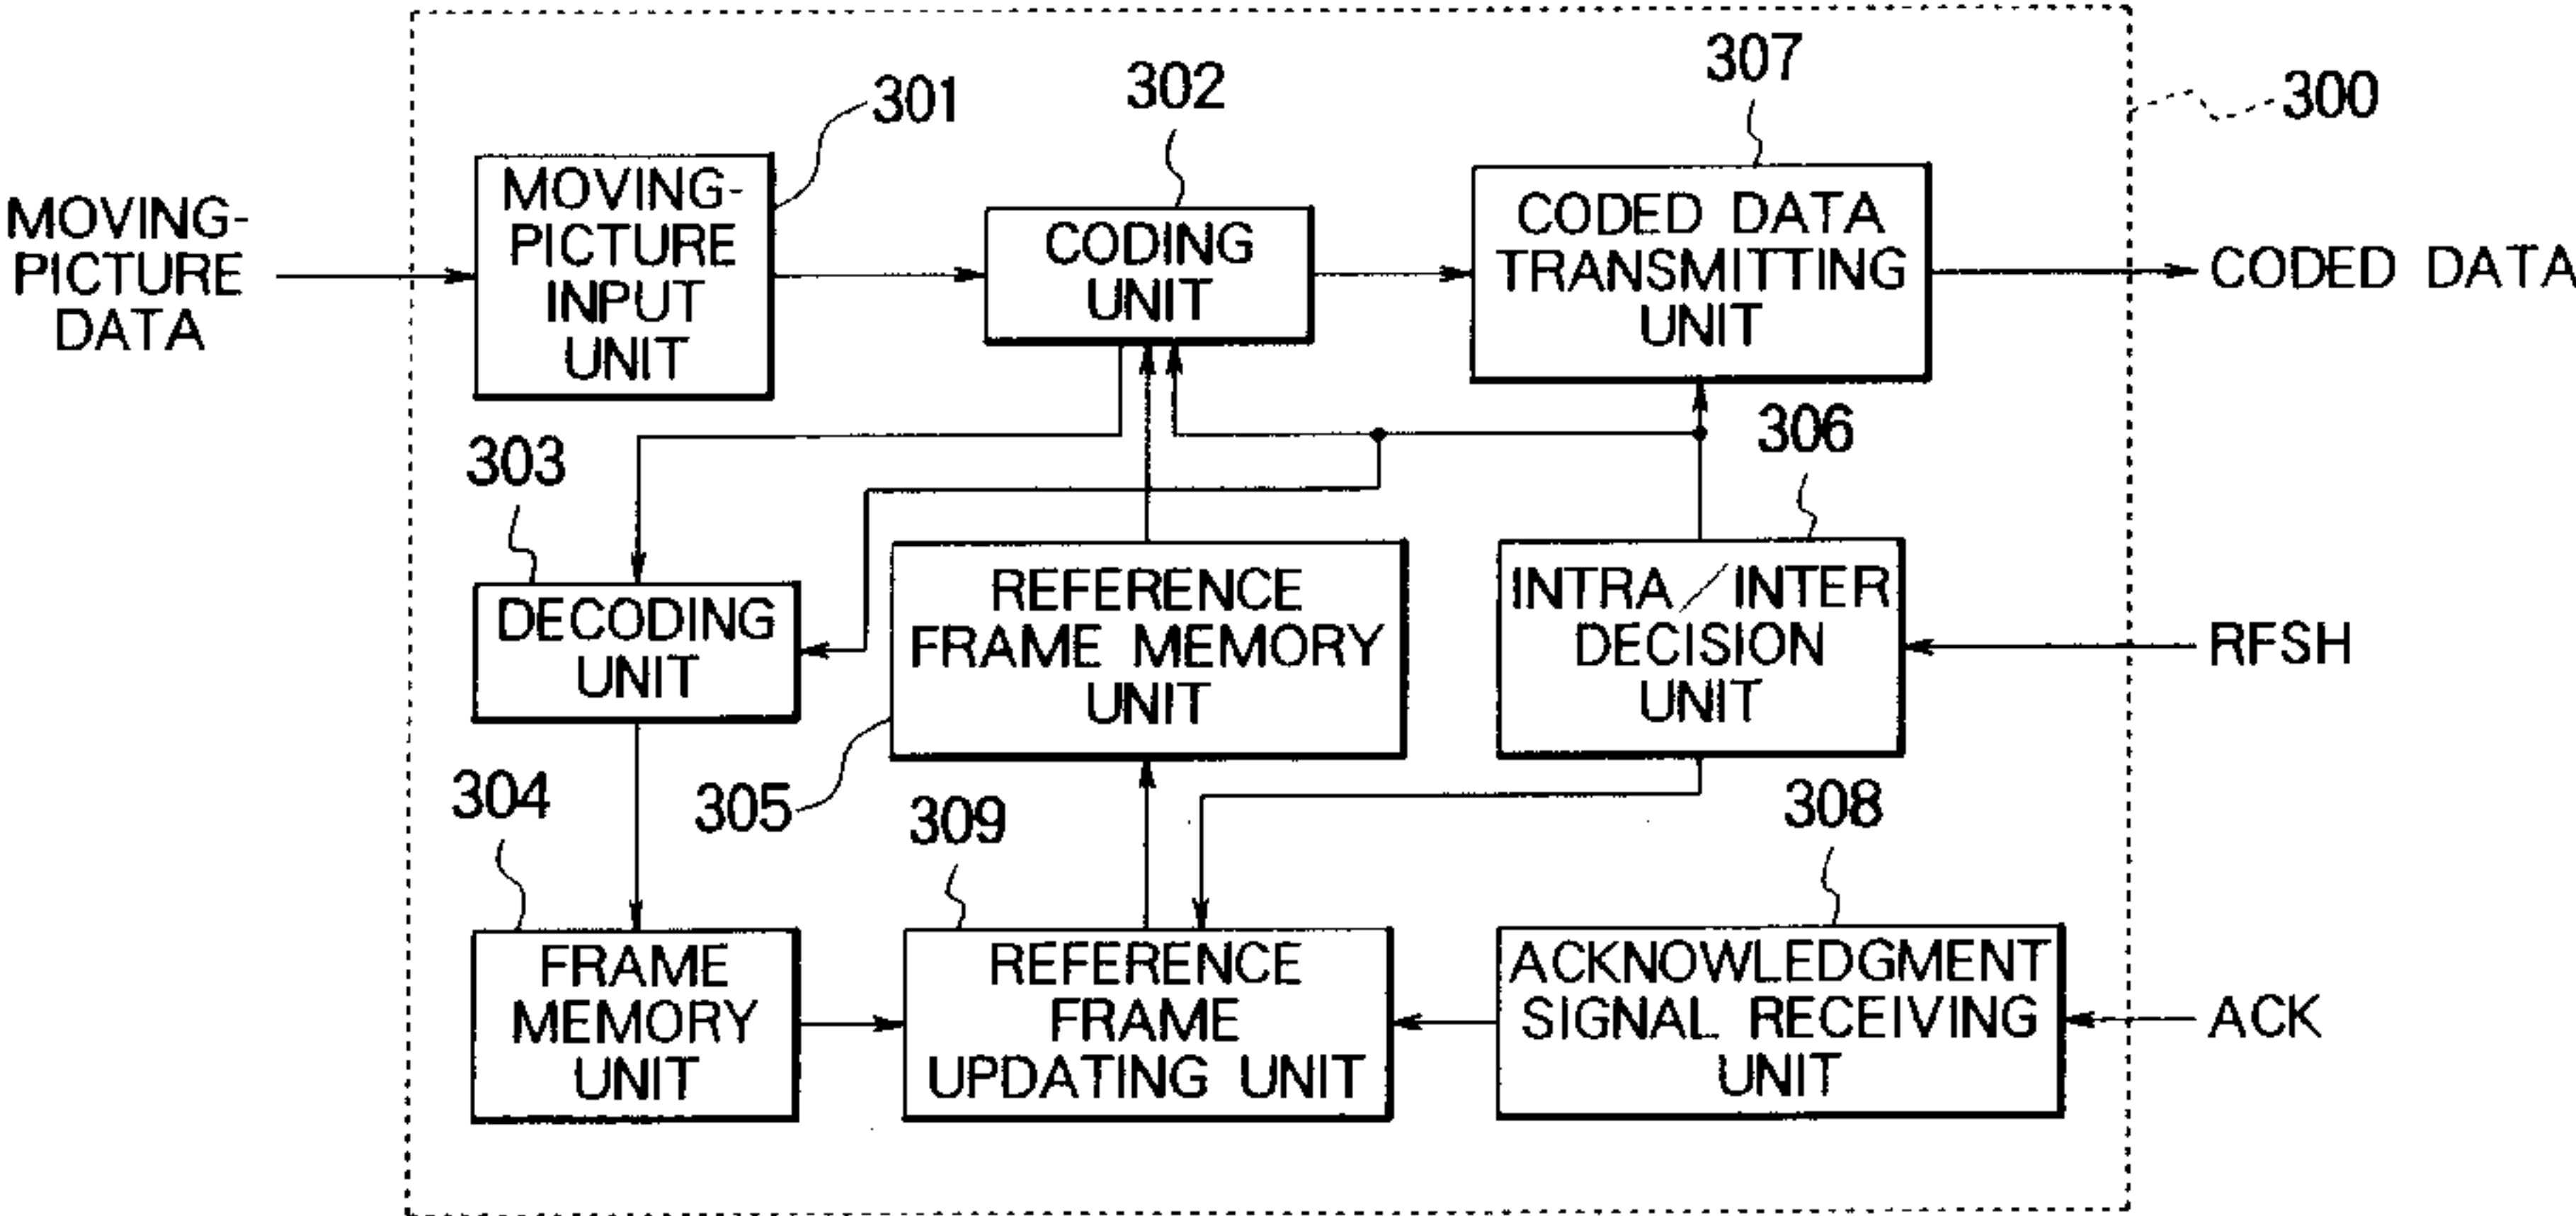 307
302
301
300
MOVING-
PICTURE
INPUT
UNIT
CODING
UNIT
CODED DATA
TRANSMITTING
UNIT
MOVING-
PICTURE
DATA
CODED DATA
306
303
DECODING
UNIT
REFERENCE
FRAME MEMORY
UNIT
INTRA/INTER
DECISION
UNIT
RFSH
304
305
309
308
FRAME
MEMORY
UNIT
REFERENCE
FRAME
UPDATING UNIT
ACKNOWLEDGMENT
SIGNAL RECEIVING
UNIT
ACK